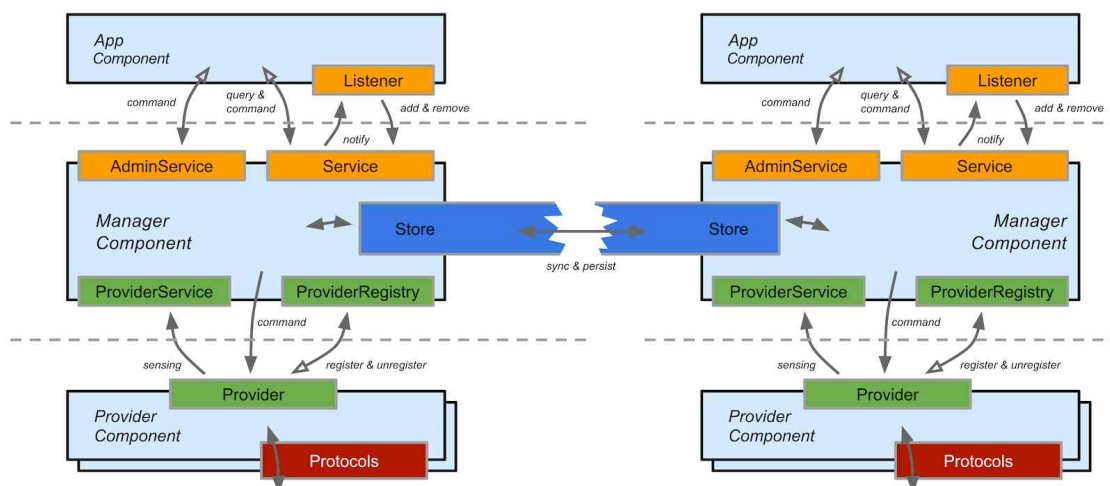 App
Component
Listener
command
query &
command
add & remove
notify
AdminService
Service
Manager
Component
Store
ProviderService
ProviderRegistry
command
sensing
register & unregister
Provider
Provider
Component
Protocols
sync & persist
App
Component
Listener
command
query &
command
add & remove
notify
AdminService
Service
Store
Manager
Component
ProviderService
ProviderRegistry
command
sensing
register & unregister
Provider
Provider
Component
Protocols